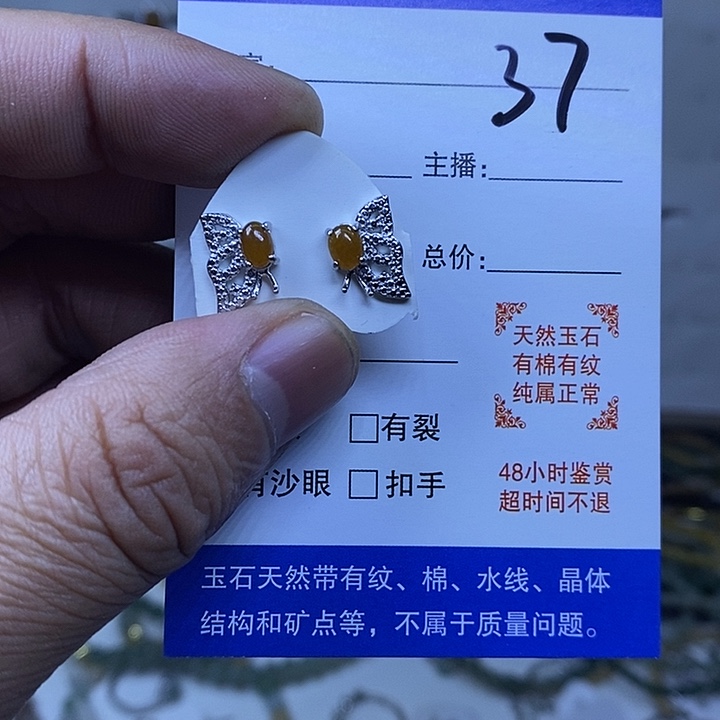 37
主播:
总价:
天然玉石
有棉有纹
纯属正常
□有裂
有沙眼 □扣手
48小时鉴赏
超时间不退
玉石天然带有纹、棉、水线、晶体
结构和矿点等，不属于质量问题。